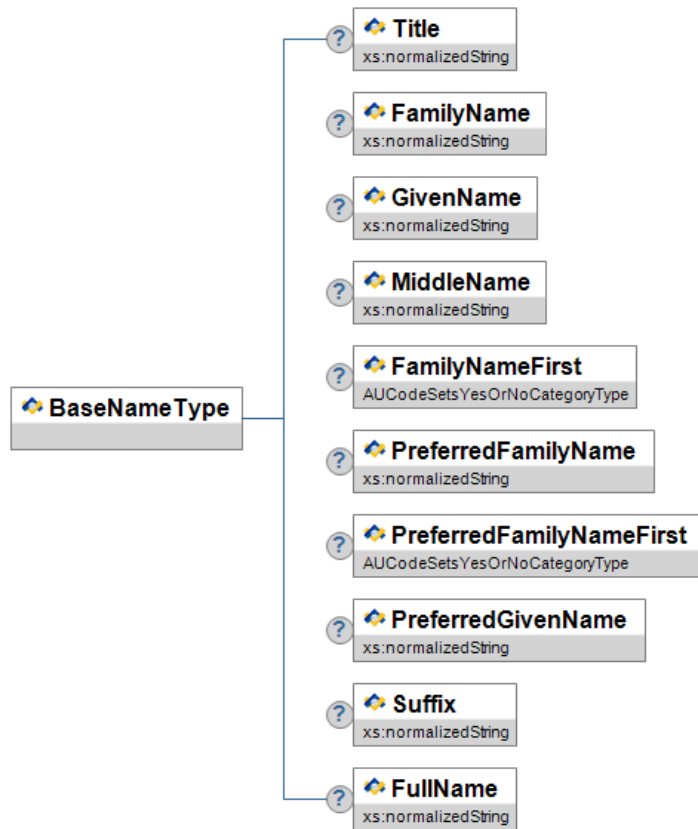 ?
Title
xs:normalizedString
?
FamilyName
xs:normalizedString
?
GivenName
xs:normalizedString
?
MiddleName
xs:normalizedString
?
FamilyNameFirst
AUCodeSetsYesOrNoCategoryType
BaseNameType
?
PreferredFamilyName
xs:normalizedString
?
PreferredFamilyNameFirst
AUCodeSetsYesOrNoCategoryType
?
PreferredGivenName
xs:normalizedString
?
Suffix
xs:normalizedString
?
FullName
xs:normalizedString